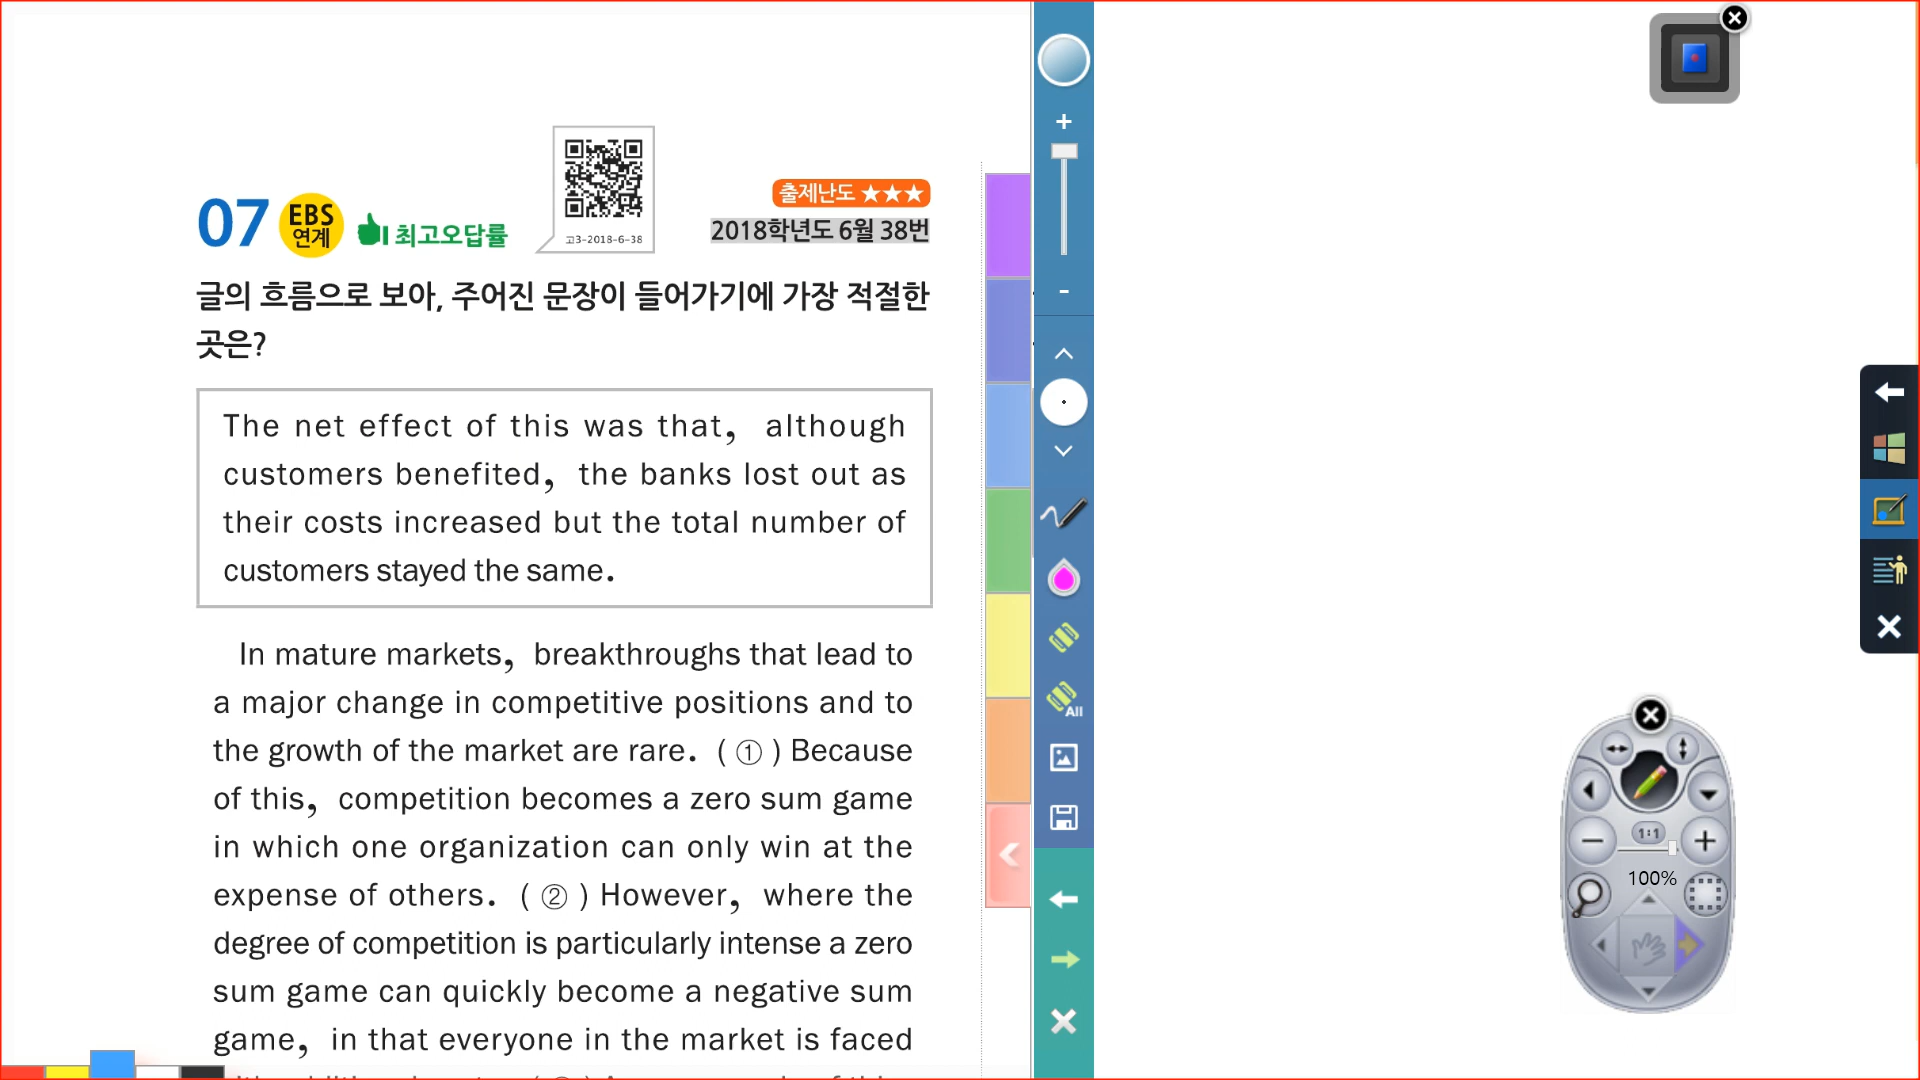 고3-2018-6-38
07 EBS 연계 최고오답률
출제난도 ★★★
2018학년도 6월 38번
글의 흐름으로 보아, 주어진 문장이 들어가기에 가장 적절한
곳은?
The net effect of this was that, although
customers benefited, the banks lost out as
their costs increased but the total number of
customers stayed the same.
In mature markets, breakthroughs that lead to
a major change in competitive positions and to
the growth of the market are rare. ( ① ) Because
of this, competition becomes a zero sum game
in which one organization can only win at the
expense of others. ( ② ) However, where the
degree of competition is particularly intense a zero
sum game can quickly become a negative sum
game, in that everyone in the market is faced
All
1:1
100%